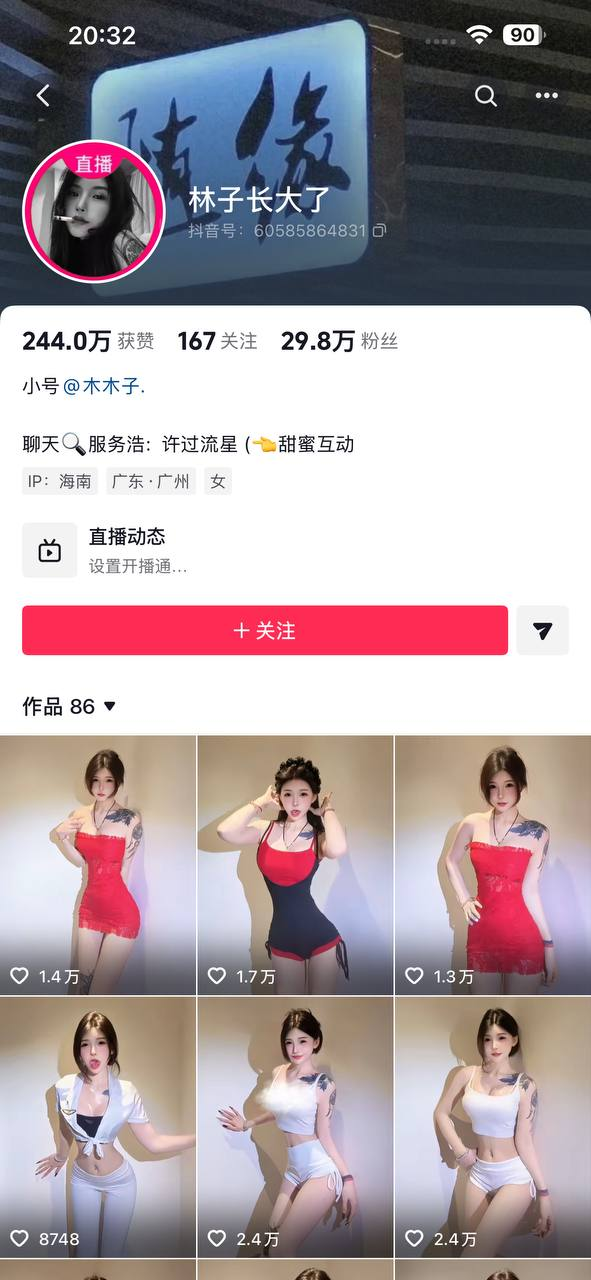 20:32
90
随缘
直播
林子长大了
抖音号：60585864831
244.0万 获赞 167 关注 29.8万 粉丝
小号@木木子.
聊天🔍服务浩：许过流星 (👈甜蜜互动
IP：海南 广东·广州 女
直播动态
设置开播通...
＋关注
作品 86
1.4万 1.7万 1.3万
8748 2.4万 2.4万